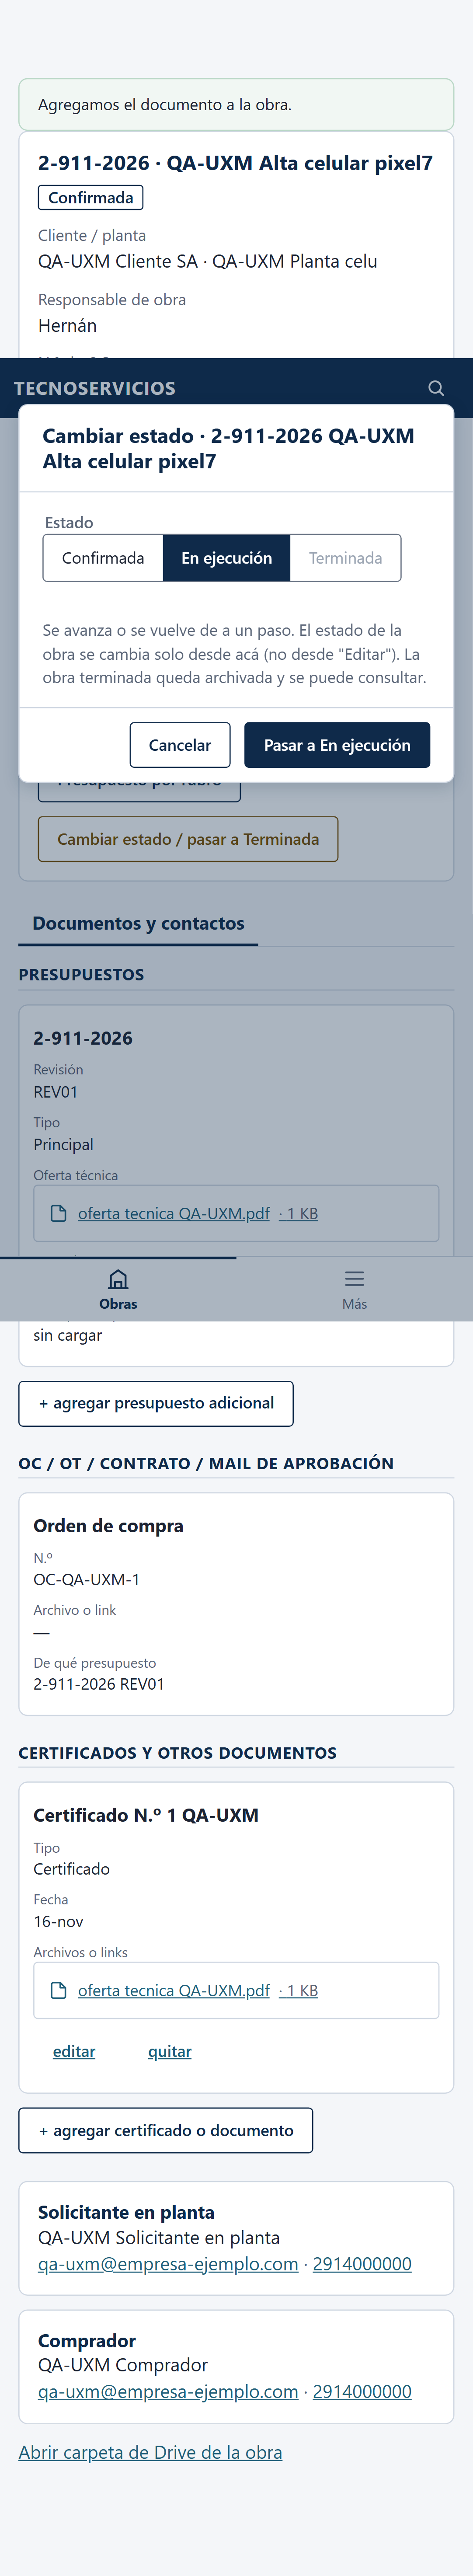 Agregamos el documento a la obra.
2-911-2026 · QA-UXM Alta celular pixel7
Confirmada
Cliente / planta
QA-UXM Cliente SA · QA-UXM Planta celu
Responsable de obra
Hernán
TECNOSERVICIOS
Cambiar estado · 2-911-2026 QA-UXM
Alta celular pixel7
Estado
Confirmada
En ejecución
Terminada
Se avanza o se vuelve de a un paso. El estado de la
obra se cambia solo desde acá (no desde "Editar"). La
obra terminada queda archivada y se puede consultar.
Cancelar
Pasar a En ejecución
Presupuesto por rubro
Cambiar estado / pasar a Terminada
Documentos y contactos
PRESUPUESTOS
2-911-2026
Revisión
REV01
Tipo
Principal
Oferta técnica
oferta tecnica QA-UXM.pdf · 1 KB
Obras
Más
sin cargar
+ agregar presupuesto adicional
OC / OT / CONTRATO / MAIL DE APROBACIÓN
Orden de compra
N.º
OC-QA-UXM-1
Archivo o link
—
De qué presupuesto
2-911-2026 REV01
CERTIFICADOS Y OTROS DOCUMENTOS
Certificado N.º 1 QA-UXM
Tipo
Certificado
Fecha
16-nov
Archivos o links
oferta tecnica QA-UXM.pdf · 1 KB
editar
quitar
+ agregar certificado o documento
Solicitante en planta
QA-UXM Solicitante en planta
qa-uxm@empresa-ejemplo.com · 2914000000
Comprador
QA-UXM Comprador
qa-uxm@empresa-ejemplo.com · 2914000000
Abrir carpeta de Drive de la obra